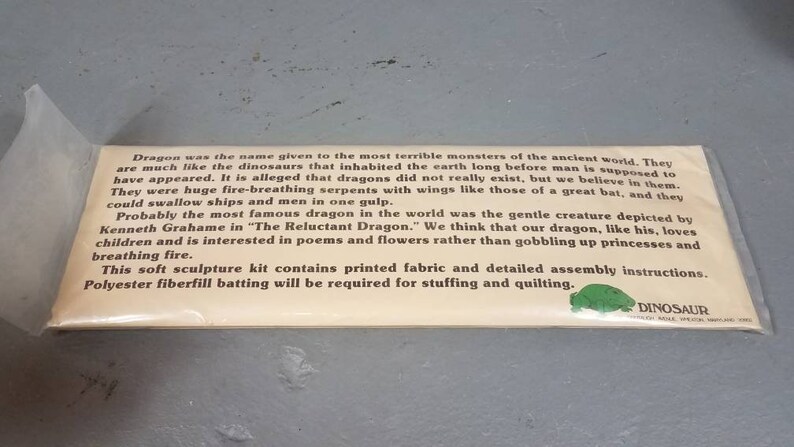 Dragon was the name given to the most terrible monsters of the ancient world. They
are much like the dinosaurs that inhabited the earth long before man is supposed to
have appeared. It is alleged that dragons did not really exist, but we believe in them.
They were huge fire-breathing serpents with wings like those of a great bat, and they
could swallow ships and men in one gulp.
Probably the most famous dragon in the world was the gentle creature depicted by
Kenneth Grahame in "The Reluctant Dragon." We think that our dragon, like his, loves
children and is interested in poems and flowers rather than gobbling up princesses and
breathing fire.
This soft sculpture kit contains printed fabric and detailed assembly instructions.
Polyester fiberfill batting will be required for stuffing and quilting.
DINOSAUR
AVENUE, WHEATON, MARYLAND 20902